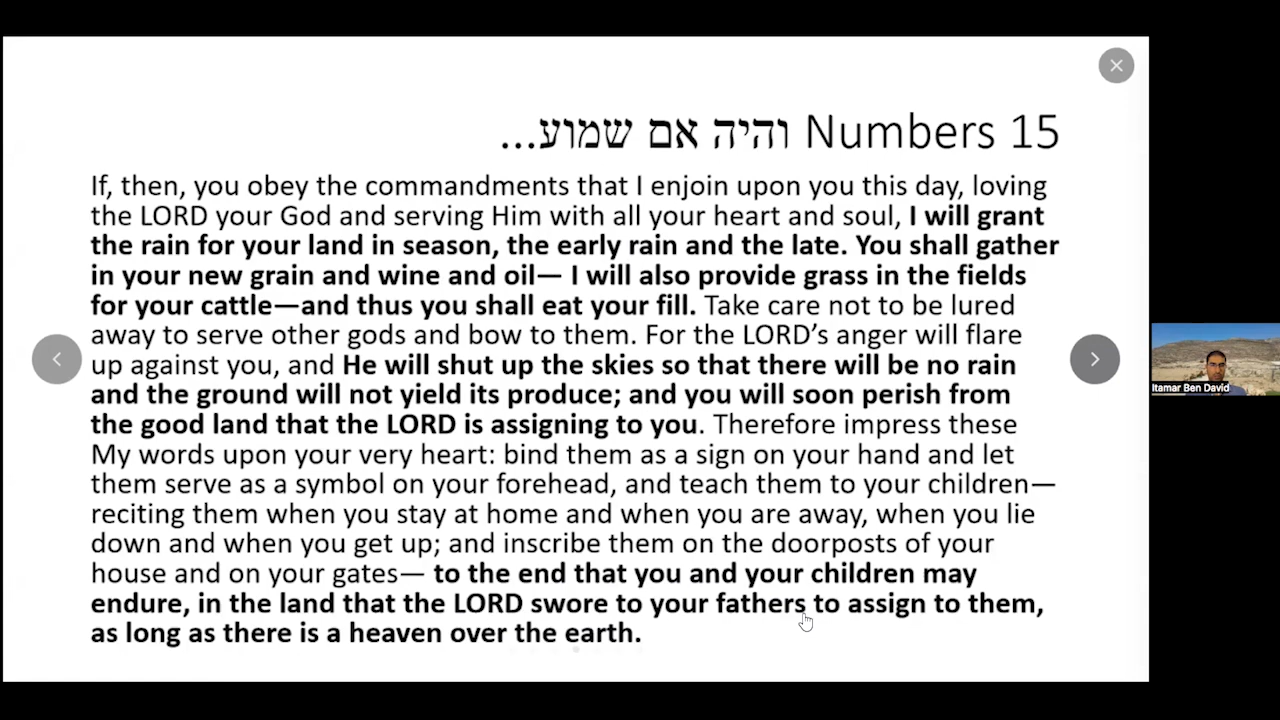 והיה אם שמוע... Numbers 15
If, then, you obey the commandments that I enjoin upon you this day, loving
the LORD your God and serving Him with all your heart and soul, I will grant
the rain for your land in season, the early rain and the late. You shall gather
in your new grain and wine and oil— I will also provide grass in the fields
for your cattle—and thus you shall eat your fill. Take care not to be lured
away to serve other gods and bow to them. For the LORD’s anger will flare
up against you, and He will shut up the skies so that there will be no rain
and the ground will not yield its produce; and you will soon perish from
the good land that the LORD is assigning to you. Therefore impress these
My words upon your very heart: bind them as a sign on your hand and let
them serve as a symbol on your forehead, and teach them to your children—
reciting them when you stay at home and when you are away, when you lie
down and when you get up; and inscribe them on the doorposts of your
house and on your gates— to the end that you and your children may
endure, in the land that the LORD swore to your fathers to assign to them,
as long as there is a heaven over the earth.
Itamar Ben David